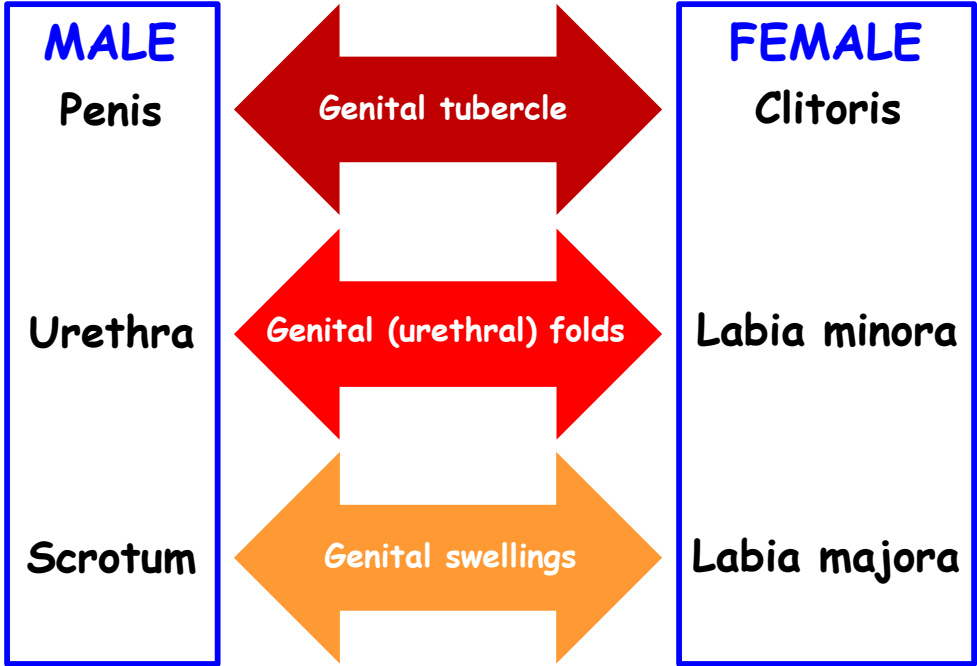 MALE
FEMALE
Penis
Genital tubercle
Clitoris
Urethra
Genital (urethral) folds
Labia minora
Scrotum
Genital swellings
Labia majora